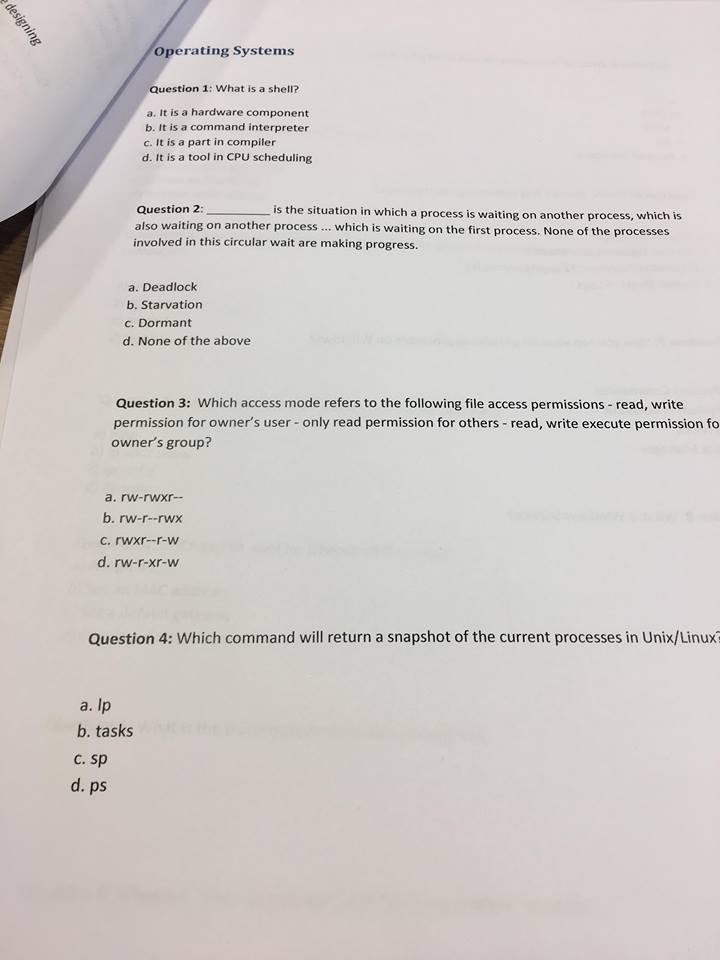 e designing
Operating Systems
Question 1: What is a shell?
a. It is a hardware component
b. It is a command interpreter
c. It is a part in compiler
d. It is a tool in CPU scheduling
Question 2: __________ is the situation in which a process is waiting on another process, which is
also waiting on another process ... which is waiting on the first process. None of the processes
involved in this circular wait are making progress.
a. Deadlock
b. Starvation
c. Dormant
d. None of the above
Question 3: Which access mode refers to the following file access permissions - read, write
permission for owner's user - only read permission for others - read, write execute permission fo
owner's group?
a. rw-rwxr--
b. rw-r--rwx
c. rwxr--r-w
d. rw-r-xr-w
Question 4: Which command will return a snapshot of the current processes in Unix/Linux?
a. lp
b. tasks
c. sp
d. ps